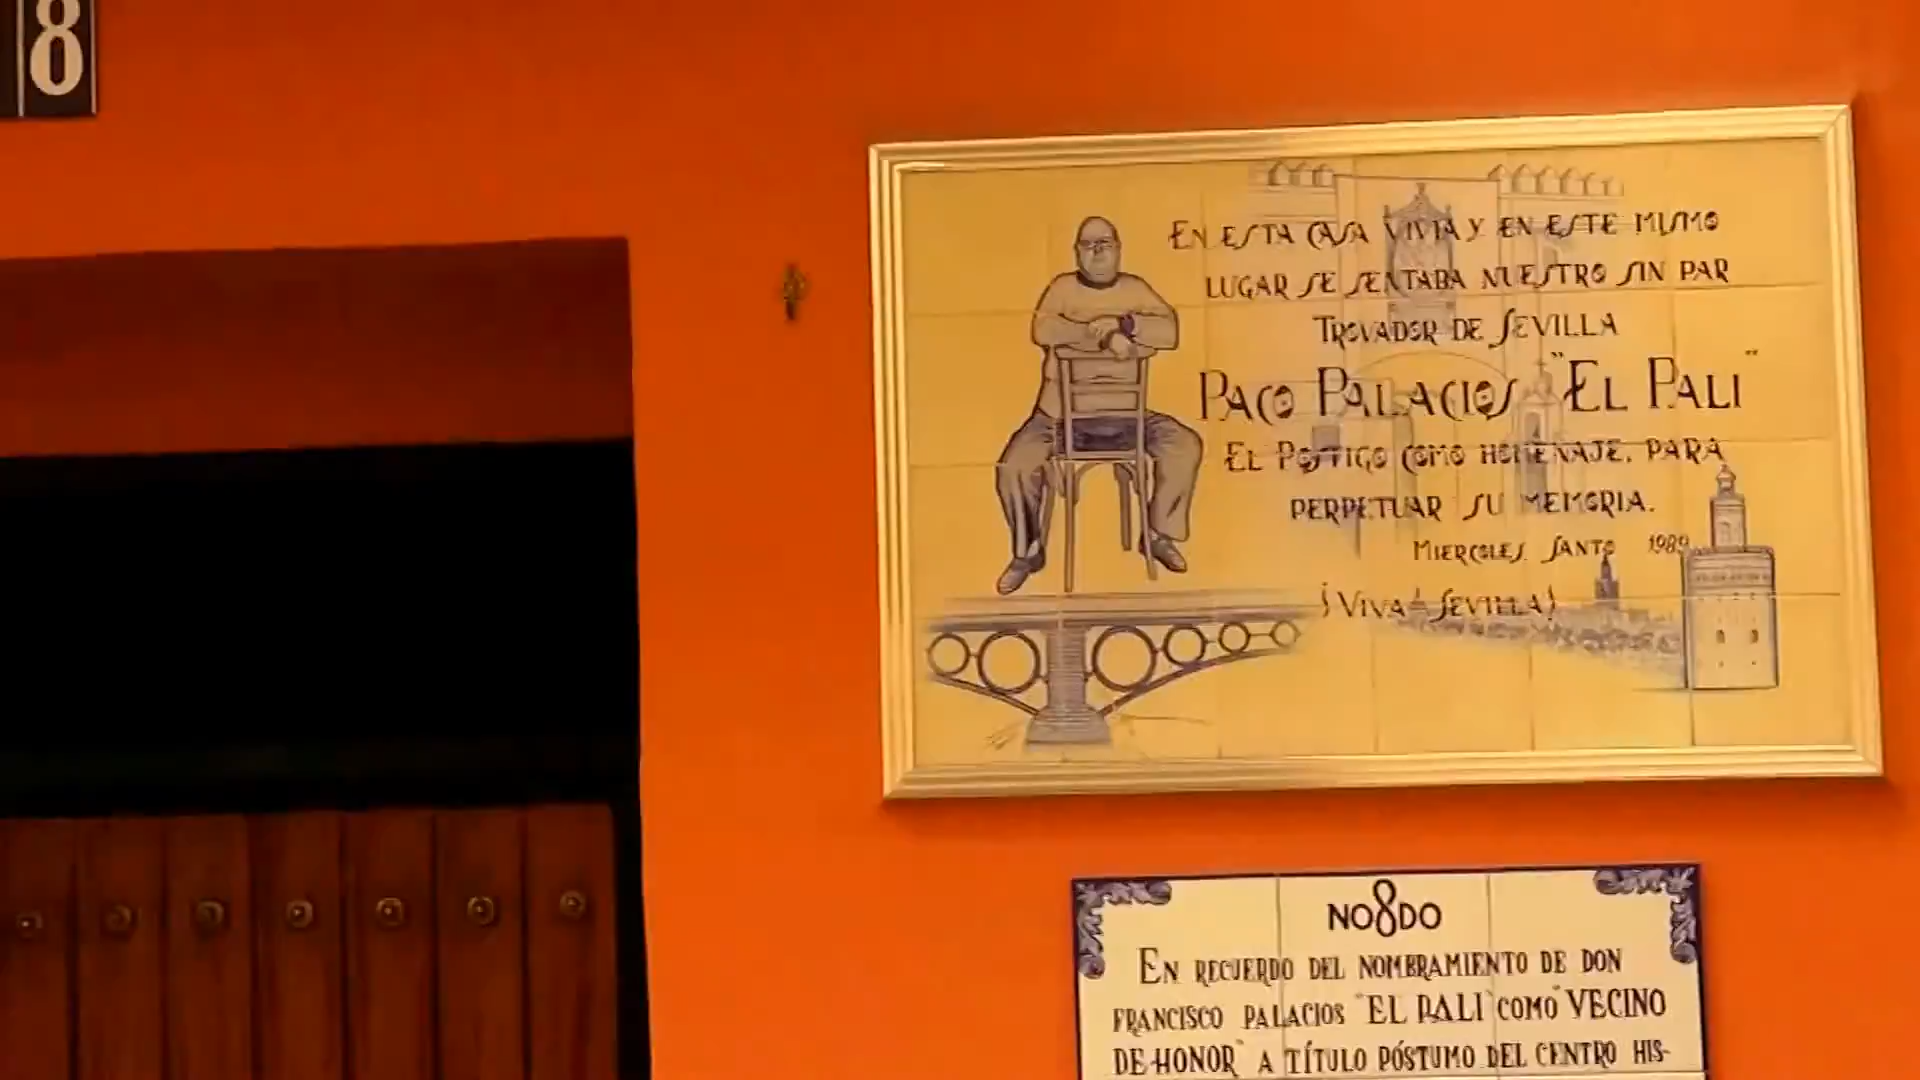 8
EN ESTA CASA VIVIA Y EN ESTE MISMO
LUGAR SE SENTABA NUESTRO SIN PAR
TROVADOR DE SEVILLA
PACO PALACIOS "EL PALI"
EL POSTIGO COMO HOMENAJE, PARA
PERPETUAR SU MEMORIA.
MIERCOLES SANTO 1989
¡VIVA SEVILLA!
NO8DO
EN RECUERDO DEL NOMBRAMIENTO DE DON
FRANCISCO PALACIOS "EL PALI" COMO "VECINO
DE HONOR" A TÍTULO PÓSTUMO DEL CENTRO HIS-